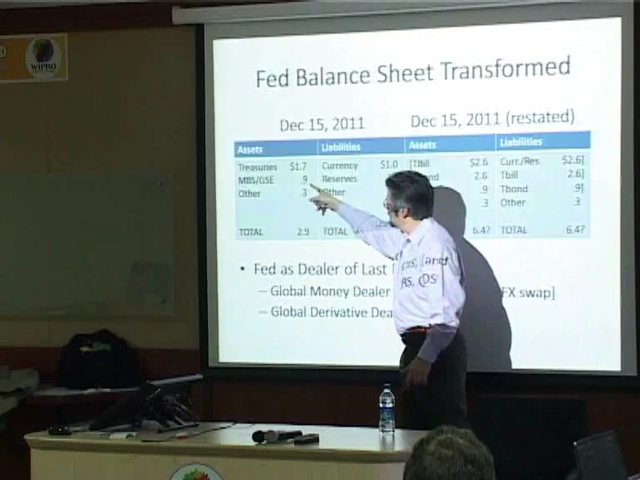 WIPRO
Fed Balance Sheet Transformed
Dec 15, 2011 Dec 15, 2011 (restated)
Assets Liabilities Assets Liabilities
Treasuries $1.7 Currency $1.0 [Tbill $2.6 Curr./Res. $2.6]
MBS/GSE .9 Reserves 2.6 Tbill 2.6]
Other .3 Other .9 Tbond .9]
.3 Other .3
TOTAL 2.9 TOTAL 6.47 TOTAL 6.47
• Fed as Dealer of Last
– Global Money Dealer FX swap]
– Global Derivative Dea